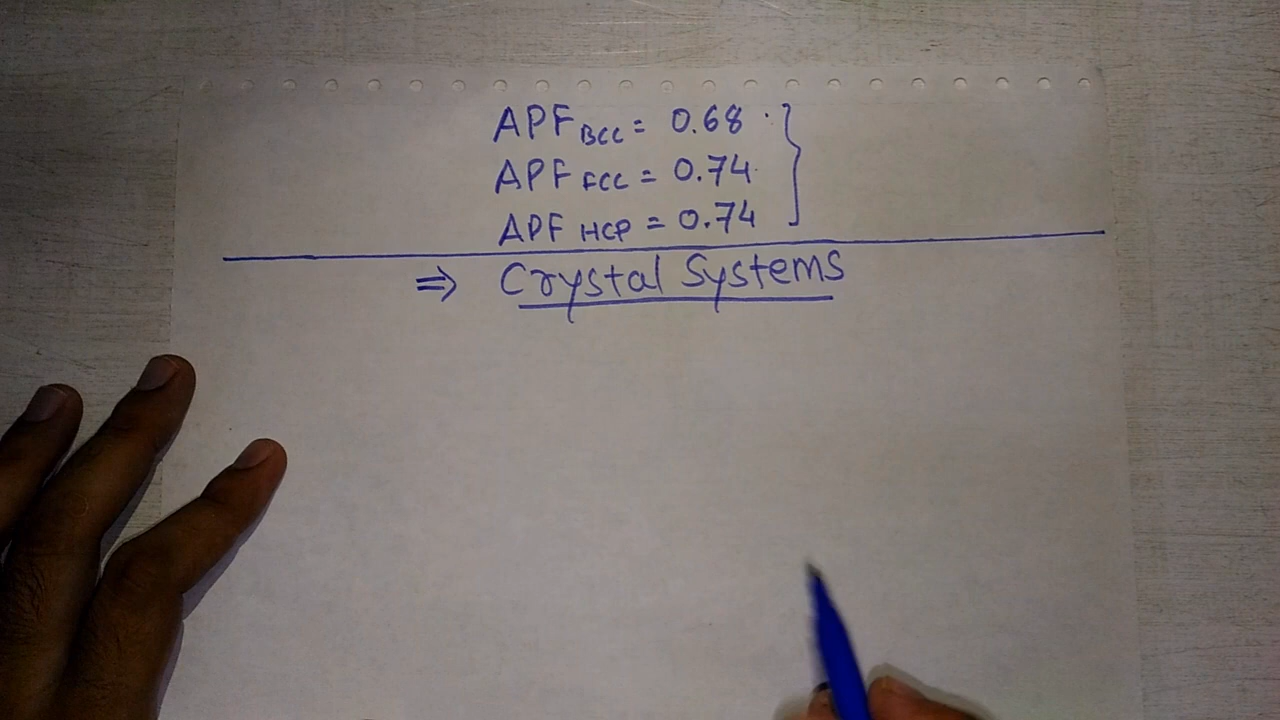 APF BCC = 0.68
APF FCC = 0.74
APF HCP = 0.74
⇒ Crystal Systems